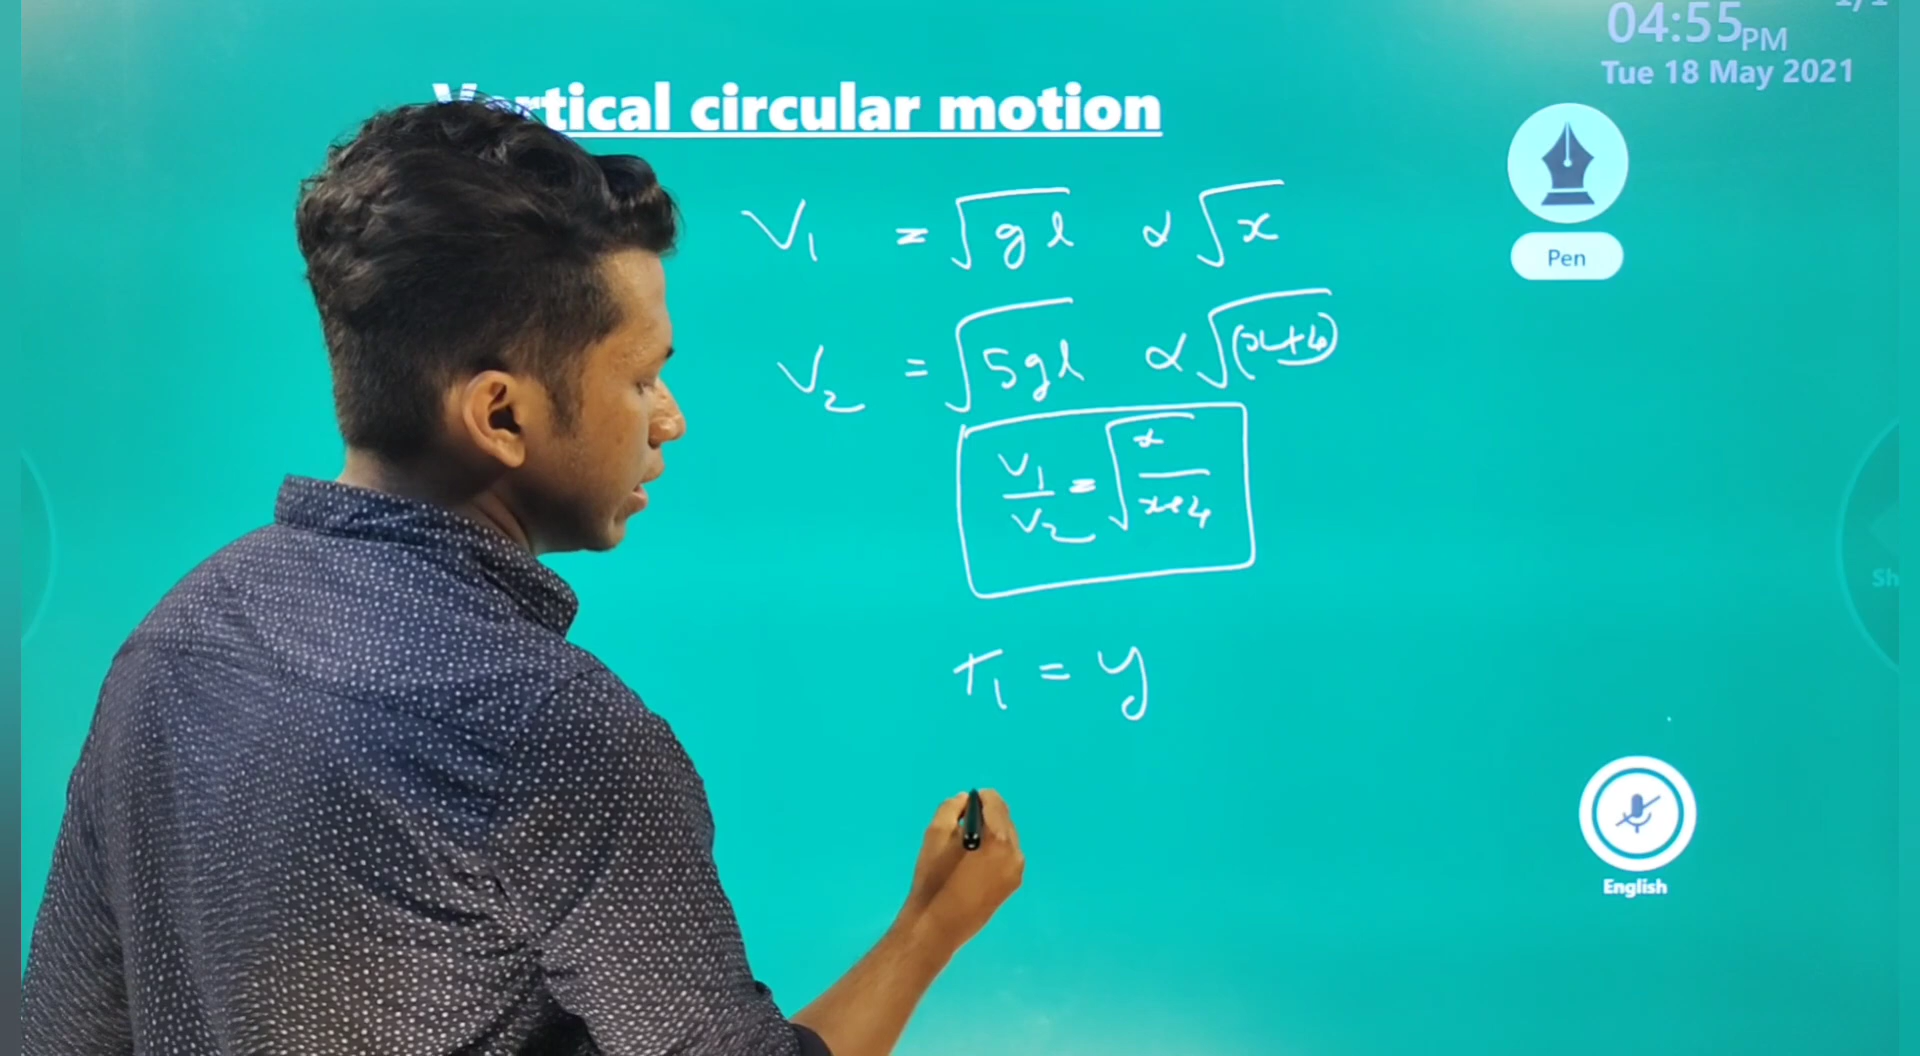 04:55PM
Tue 18 May 2021
Vertical circular motion
V₁ = √gl α √x
V₂ = √5gl α √(x+4)
V₁/V₂ = √x/x+4
T₁ = y
Pen
English